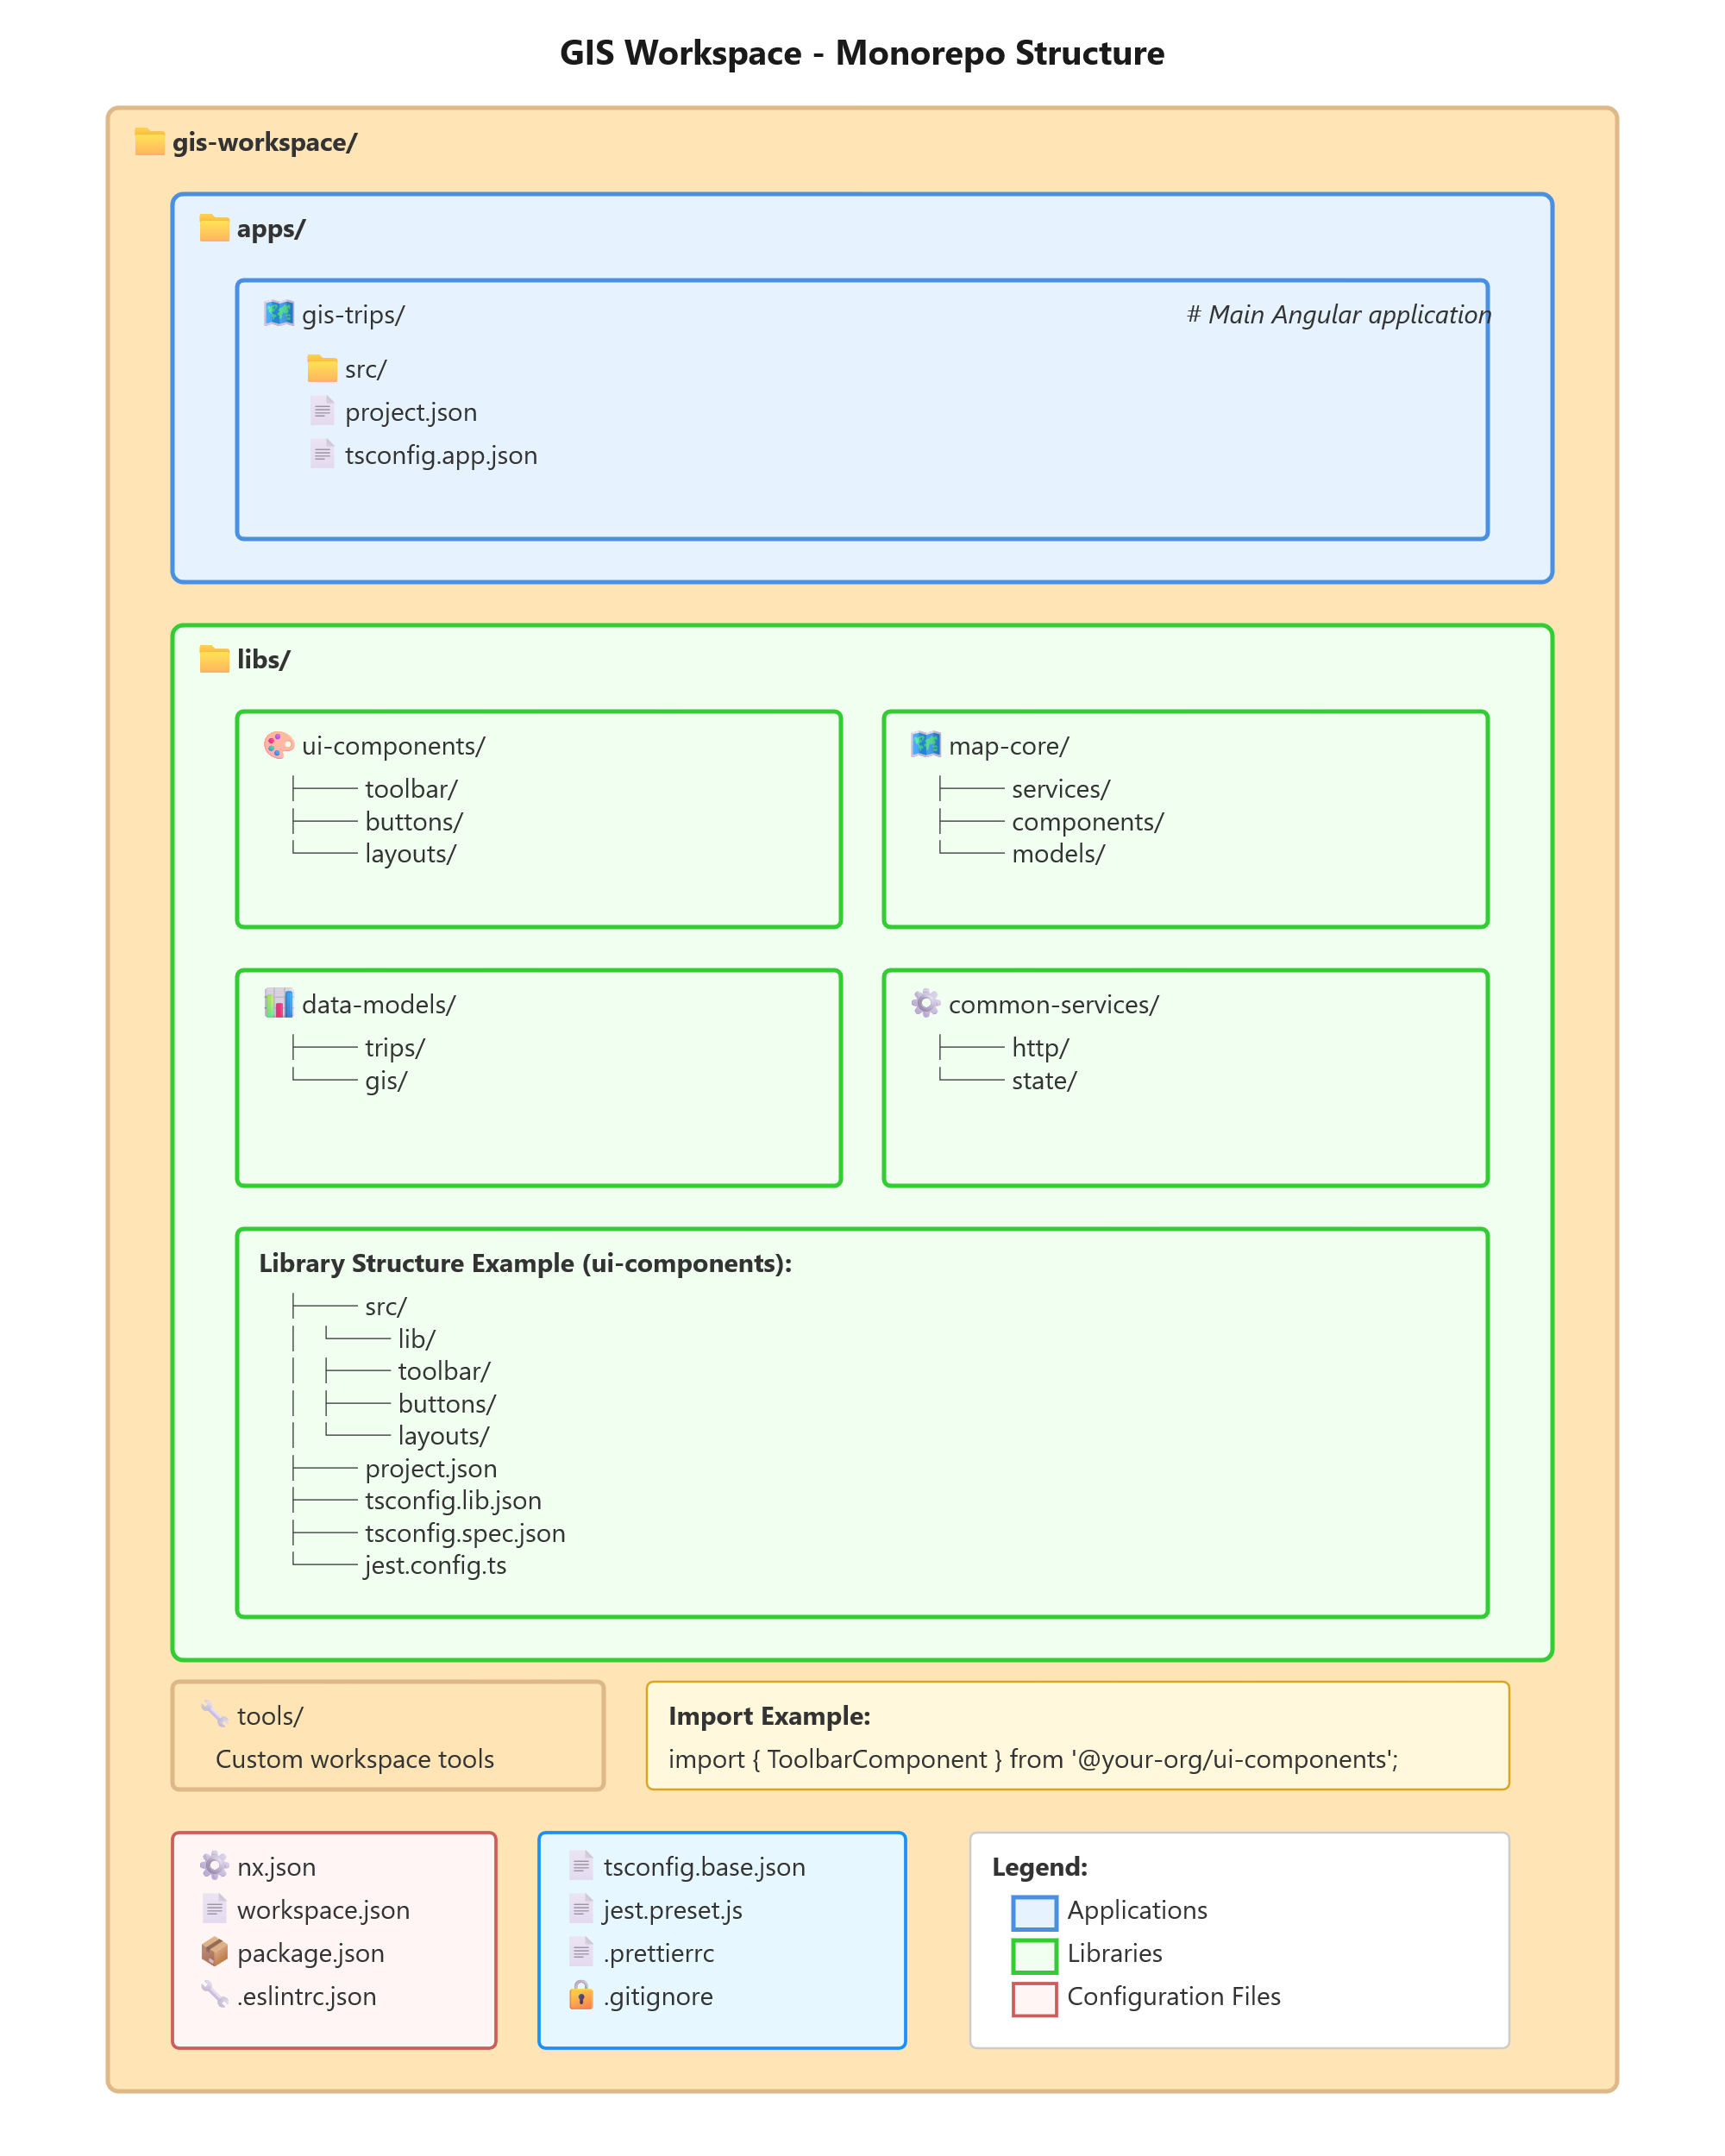 GIS Workspace - Monorepo Structure
gis-workspace/
apps/
gis-trips/ # Main Angular application
src/
project.json
tsconfig.app.json
libs/
ui-components/
├── toolbar/
├── buttons/
└── layouts/
map-core/
├── services/
├── components/
└── models/
data-models/
├── trips/
└── gis/
common-services/
├── http/
└── state/
Library Structure Example (ui-components):
├── src/
│ └── lib/
│ ├── toolbar/
│ ├── buttons/
│ └── layouts/
├── project.json
├── tsconfig.lib.json
├── tsconfig.spec.json
└── jest.config.ts
tools/
Custom workspace tools
Import Example:
import { ToolbarComponent } from '@your-org/ui-components';
nx.json
workspace.json
package.json
.eslintrc.json
tsconfig.base.json
jest.preset.js
.prettierrc
.gitignore
Legend:
Applications
Libraries
Configuration Files